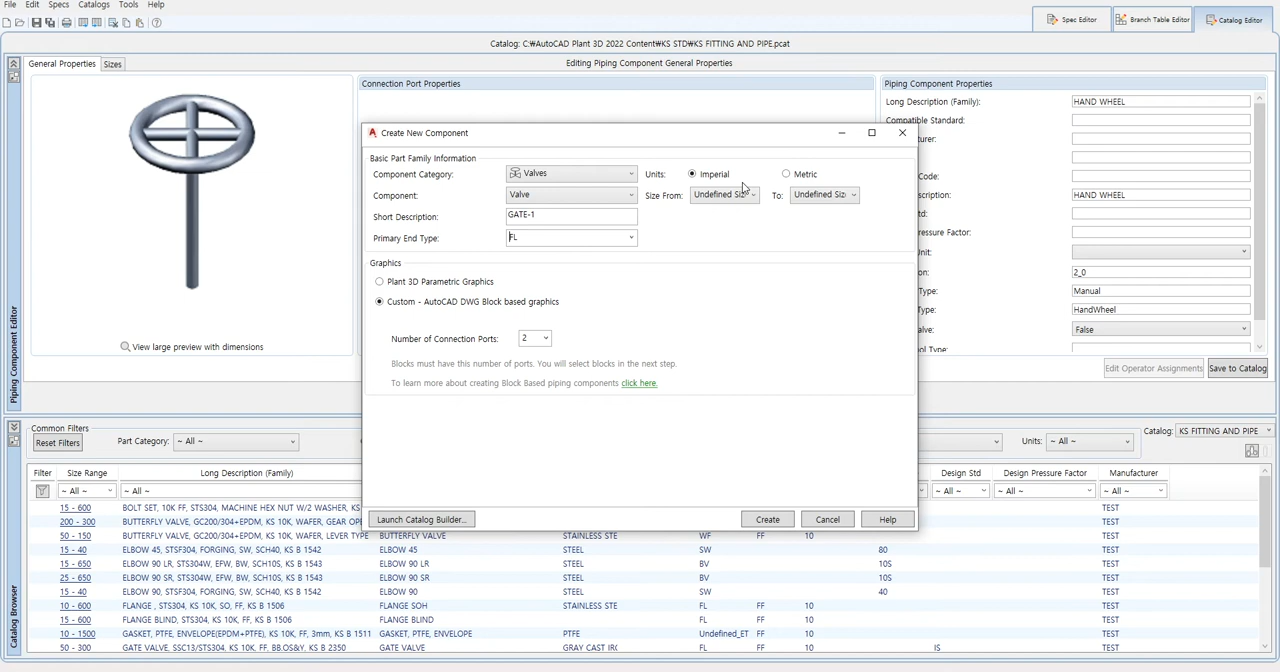 File Edit Specs Catalogs Tools Help
Spec Editor Branch Table Editor Catalog Editor
Catalog: C:₩AutoCAD Plant 3D 2022 Content₩KS STD₩KS FITTING AND PIPE.pcat
General Properties Sizes Editing Piping Component General Properties
Connection Port Properties Piping Component Properties
Long Description (Family): HAND WHEEL
Compatible Standard:
Create New Component
Basic Part Family Information
Component Category: Valves Units: Imperial Metric
Component: Valve Size From: Undefined To: Undefined
Short Description: GATE-1
Primary End Type: FL
Graphics
Plant 3D Parametric Graphics
Custom - AutoCAD DWG Block based graphics
Number of Connection Ports: 2
Blocks must have this number of ports. You will select blocks in the next step.
To learn more about creating Block Based piping components click here.
Launch Catalog Builder... Create Cancel Help
Code:
HAND WHEEL
Pressure Factor:
2_0
Type: Manual
Type: HandWheel
False
View large preview with dimensions
Edit Operator Assignments Save to Catalog
Piping Component Editor
Common Filters
Reset Filters Part Category: ~ All ~ Units: ~ All ~ Catalog: KS FITTING AND PIPE
Filter Size Range Long Description (Family) Design Std Design Pressure Factor Manufacturer
~ All ~ ~ All ~ ~ All ~ ~ All ~ ~ All ~
15 - 600 BOLT SET, 10K FF, STS304, MACHINE HEX NUT W/2 WASHER, KS TEST
200 - 300 BUTTERFLY VALVE, GC200/304+EPDM, KS 10K, WAFER, GEAR TEST
50 - 150 BUTTERFLY VALVE, GC200/304+EPDM, KS 10K, WAFER, LEVER TYPE BUTTERFLY VALVE STAINLESS STE WF FF 10 TEST
15 - 40 ELBOW 45, STSF304, FORGING, SW, SCH40, KS B 1542 ELBOW 45 STEEL SW 80 TEST
15 - 650 ELBOW 90 LR, STS304W, EFW, BW, SCH10S, KS B 1543 ELBOW 90 LR STEEL BV 10S TEST
25 - 650 ELBOW 90 SR, STS304W, EFW, BW, SCH10S, KS B 1543 ELBOW 90 SR STEEL BV 10S TEST
15 - 40 ELBOW 90, STSF304, FORGING, SW, SCH40, KS B 1542 ELBOW 90 STEEL SW 40 TEST
10 - 600 FLANGE , STS304, KS 10K, SO, FF, KS B 1506 FLANGE SOH STAINLESS STE FL FF 10 TEST
15 - 600 FLANGE BLIND, STS304, KS 10K, FF, KS B 1506 FLANGE BLIND FL FF 10 TEST
10 - 1500 GASKET, PTFE, ENVELOPE(EPDM+PTFE), KS 10K, FF, 3mm, KS B 1511 GASKET, PTFE, ENVELOPE PTFE Undefined_ET FF 10 TEST
50 - 300 GATE VALVE, SSC13/STS304, KS 10K, FF, BB.OS&Y, KS B 2350 GATE VALVE GRAY CAST FL FF 10 IS TEST
Catalog Browser